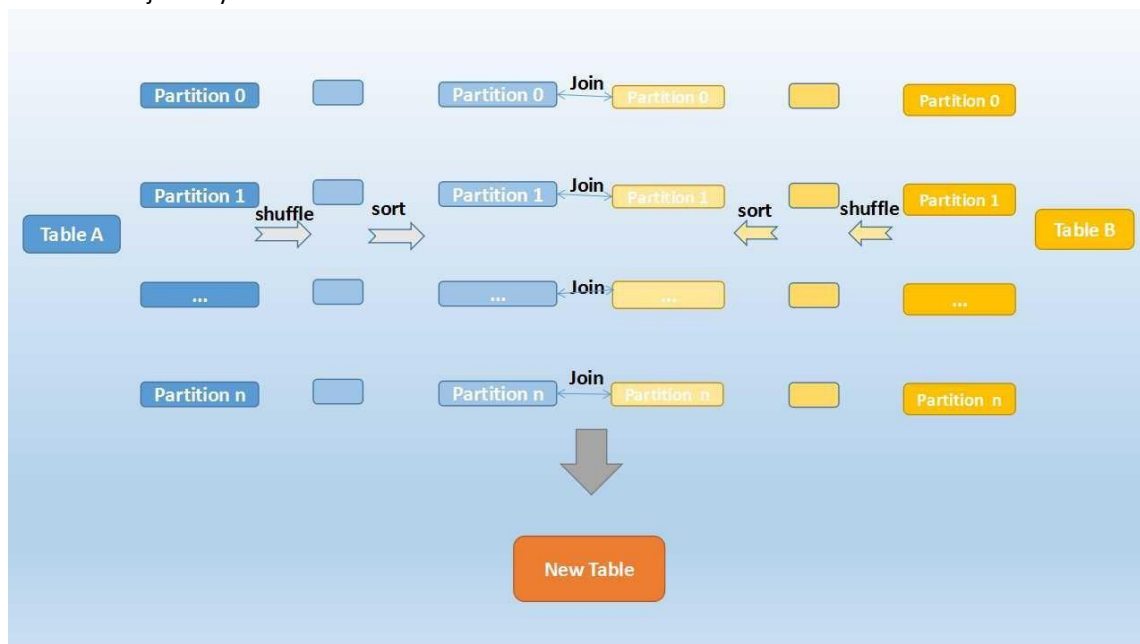 Partition 0
Partition 0
Join
Partition 0
Partition 0
Partition 1
Partition 1
Join
Partition 1
Partition 1
Table A
shuffle
sort
sort
shuffle
Table B
...
...
Join
...
...
Partition n
Partition n
Join
Partition n
Partition n
New Table